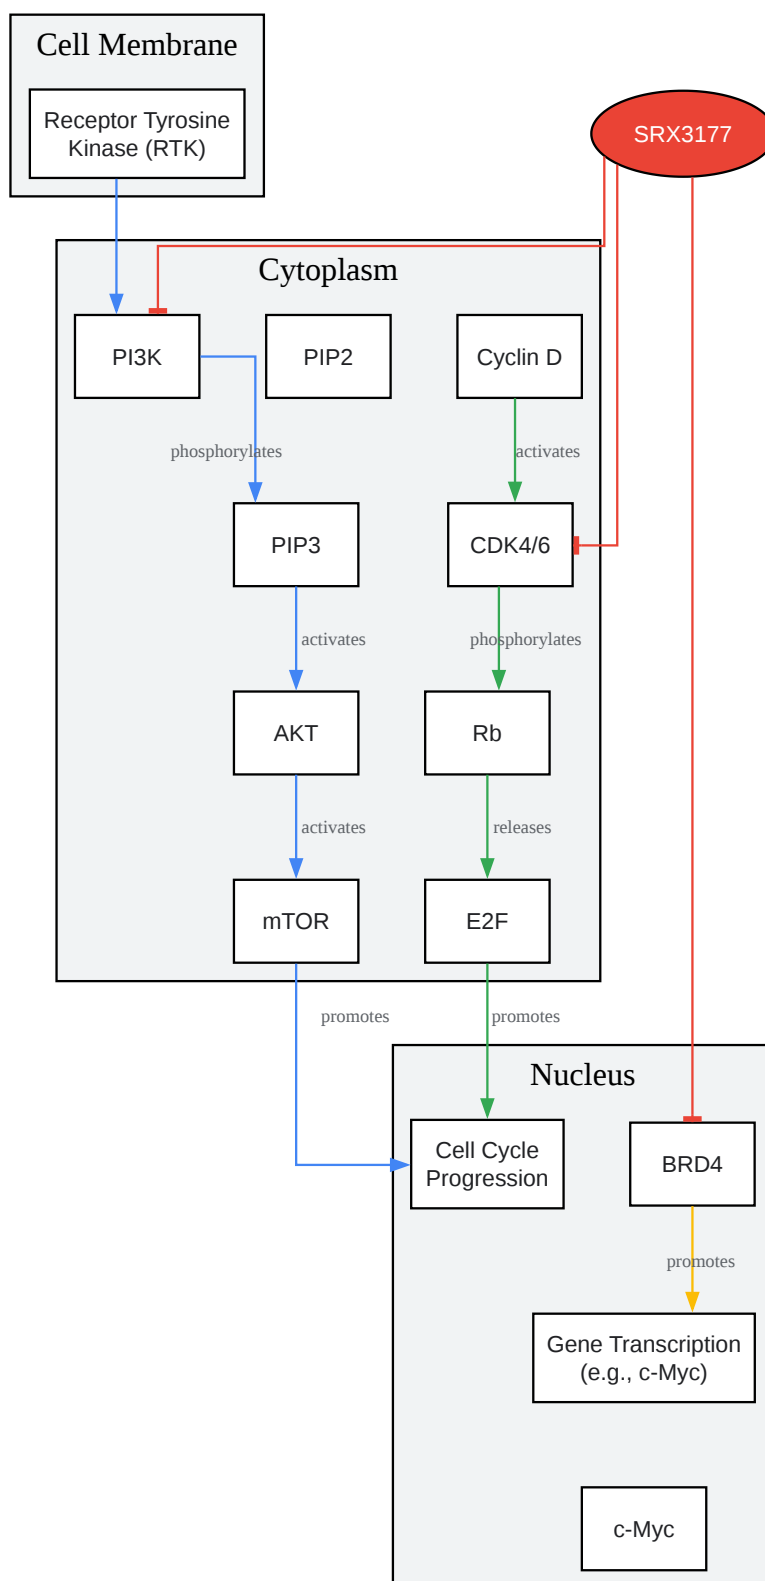 Cell Membrane
Receptor Tyrosine
Kinase (RTK)
SRX3177
Cytoplasm
PI3K
PIP2
Cyclin D
phosphorylates
activates
PIP3
CDK4/6
activates
phosphorylates
AKT
Rb
activates
releases
mTOR
E2F
promotes
promotes
Nucleus
Cell Cycle
Progression
BRD4
promotes
Gene Transcription
(e.g., c-Myc)
c-Myc